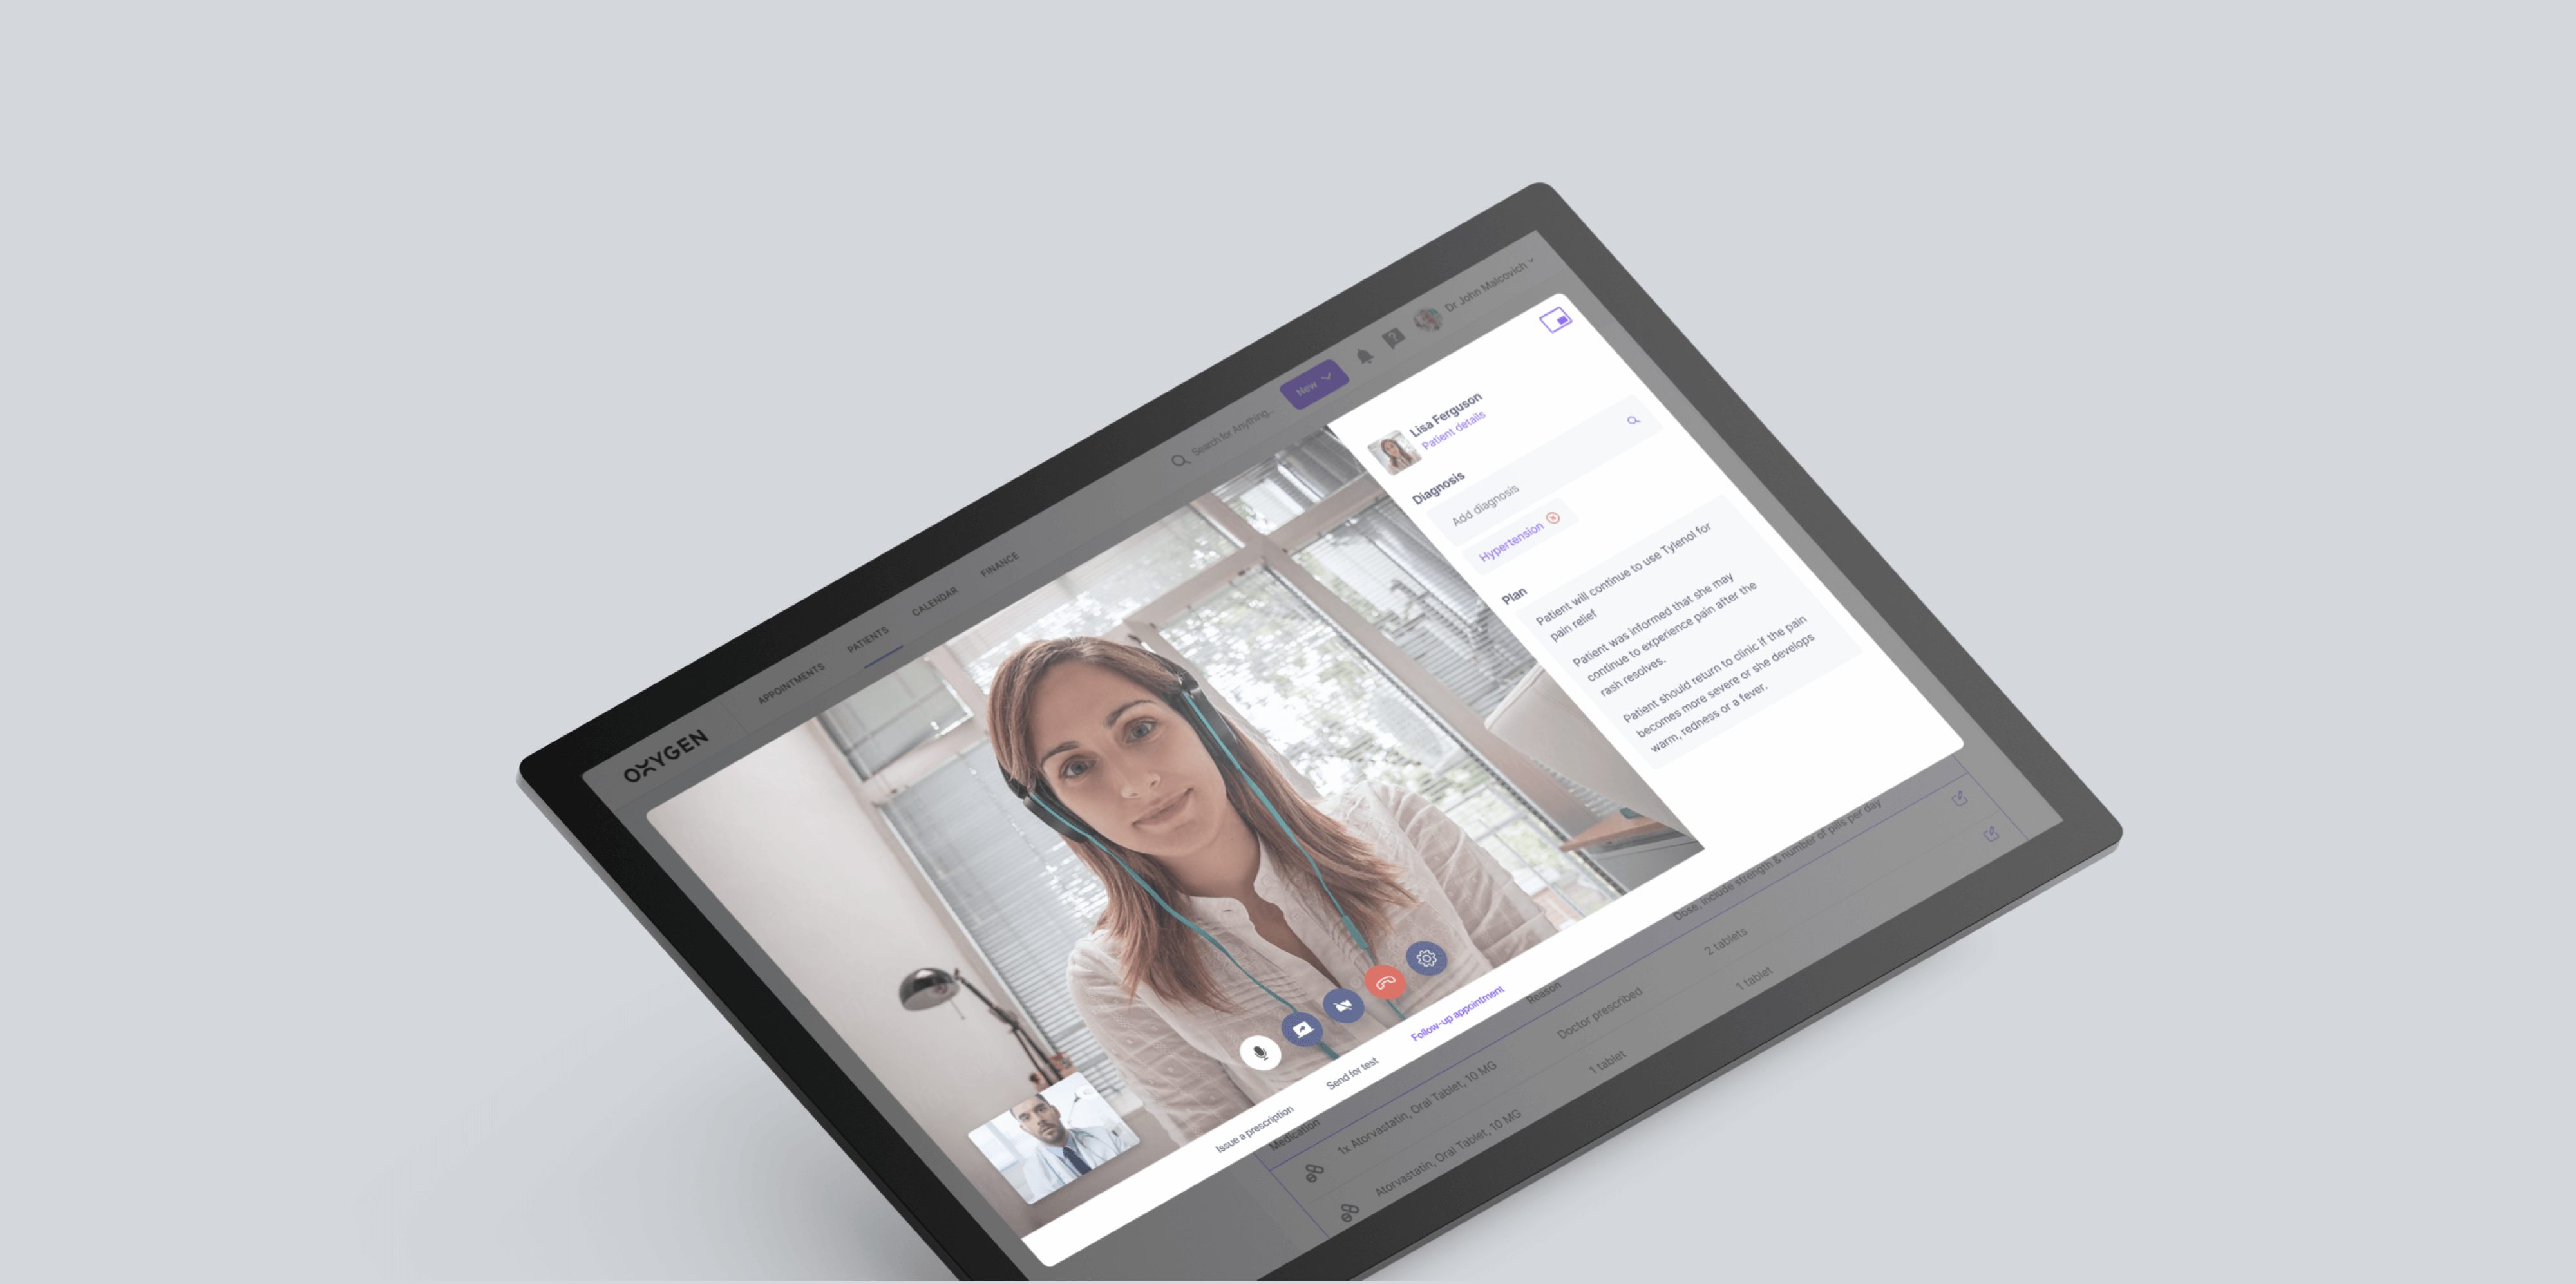 OXYGEN
APPOINTMENTS
PATIENTS
CALENDAR
FINANCE
Search for Anything...
New
Dr John Malcovich
Lisa Ferguson
Patient details
Diagnosis
Add diagnosis
Hypertension
Plan
Patient will continue to use Tylenol for
pain relief
Patient was informed that she may
continue to experience pain after the
rash resolves.
Patient should return to clinic if the pain
becomes more severe or she develops
warm, redness or a fever.
Issue a prescription
Send for test
Follow-up appointment
Medication
Reason
Dose, include strength & number of pills per day
1x Atorvastatin, Oral Tablet, 10 MG
Doctor prescribed
2 tablets
Atorvastatin, Oral Tablet, 10 MG
1 tablet
1 tablet